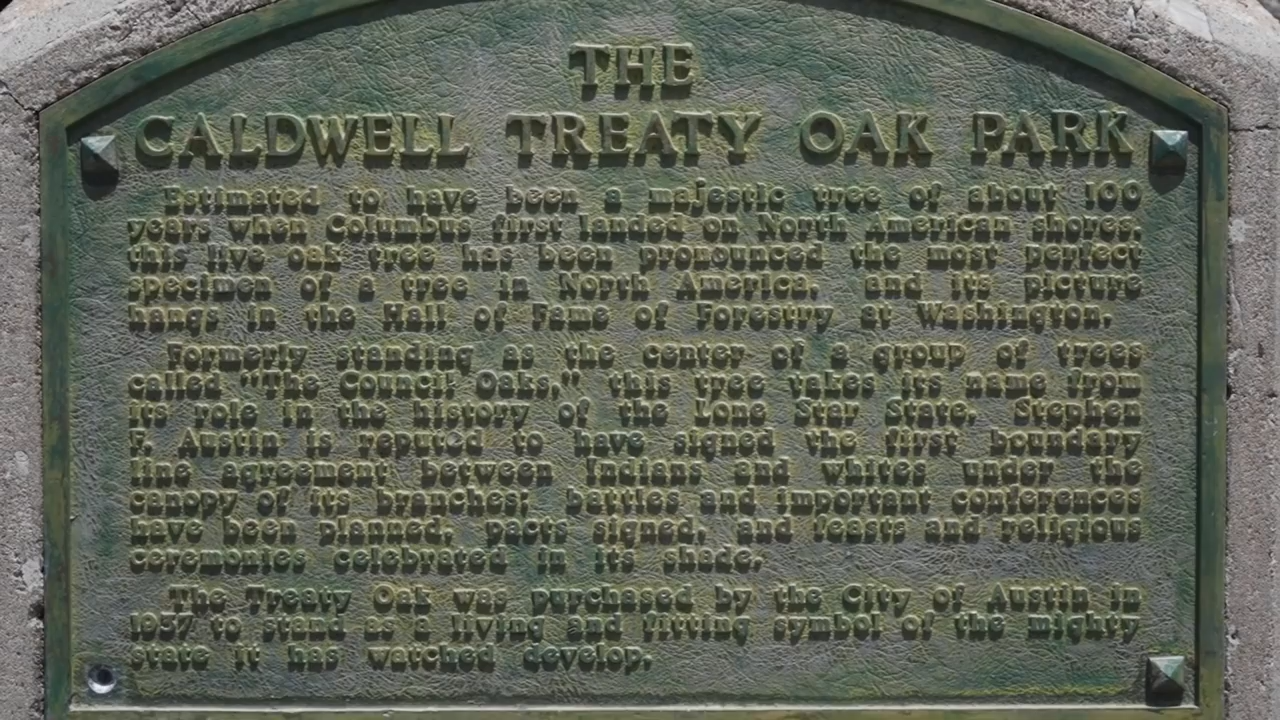 THE
CALDWELL TREATY OAK PARK
Estimated to have been a majestic tree of about 100
years when Columbus first landed on North American shores,
this live oak tree has been pronounced the most perfect
specimen of a tree in North America, and its picture
hangs in the Hall of Fame of Forestry at Washington.
Formerly standing as the center of a group of trees
called "The Council Oaks," this tree takes its name from
its role in the history of the Lone Star State. Stephen
F. Austin is reputed to have signed the first boundary
line agreement between Indians and whites under the
canopy of its branches; battles and important conferences
have been planned, pacts signed, and feasts and religious
ceremonies celebrated in its shade.
The Treaty Oak was purchased by the City of Austin in
1937 to stand as a living and fitting symbol of the mighty
state it has watched develop.